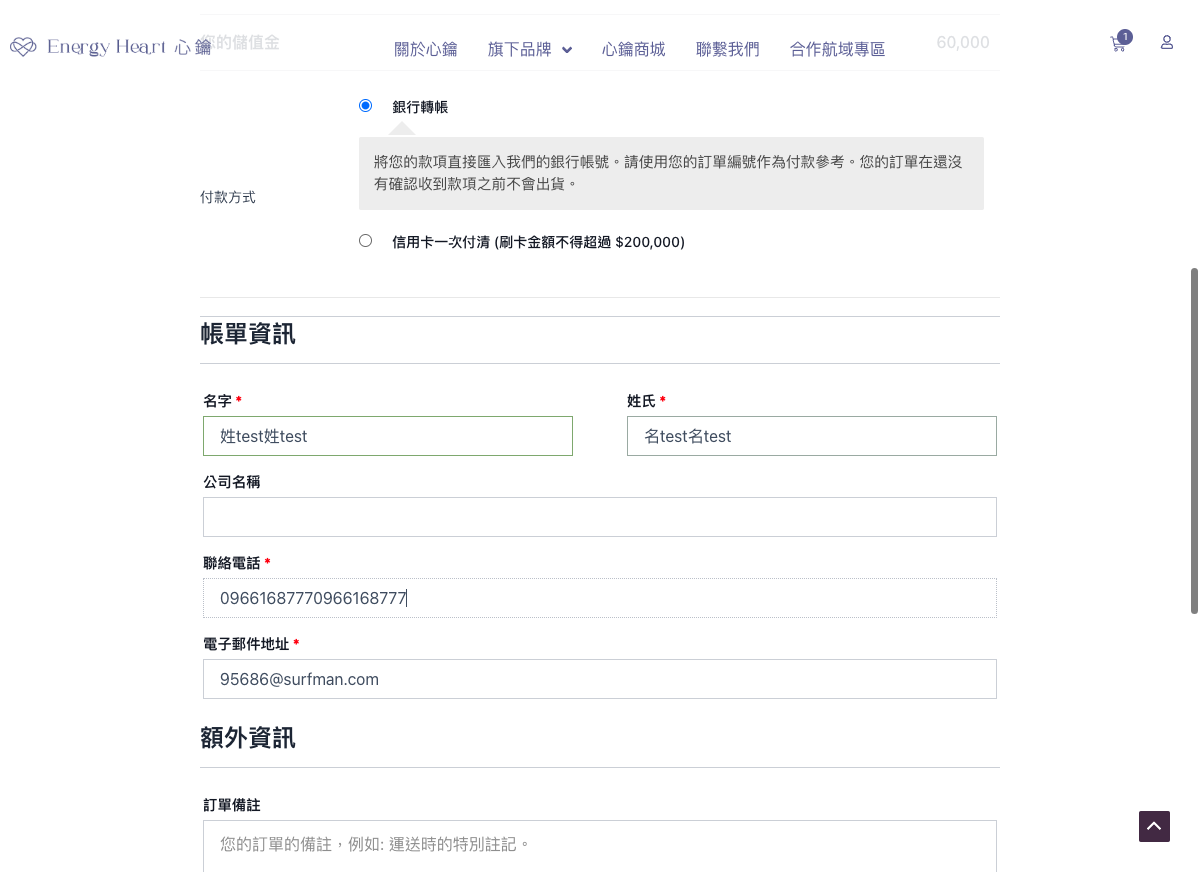 Energy Heart 心鑰
您的儲值金
關於心鑰
旗下品牌
心鑰商城
聯繫我們
合作航域專區
60,000
1
銀行轉帳
將您的款項直接匯入我們的銀行帳號。請使用您的訂單編號作為付款參考。您的訂單在還沒
有確認收到款項之前不會出貨。
付款方式
信用卡一次付清 (刷卡金額不得超過 $200,000)
帳單資訊
名字 *
姓氏 *
姓test姓test
名test名test
公司名稱
聯絡電話 *
09661687770966168777
電子郵件地址 *
95686@surfman.com
額外資訊
訂單備註
您的訂單的備註，例如: 運送時的特別註記。